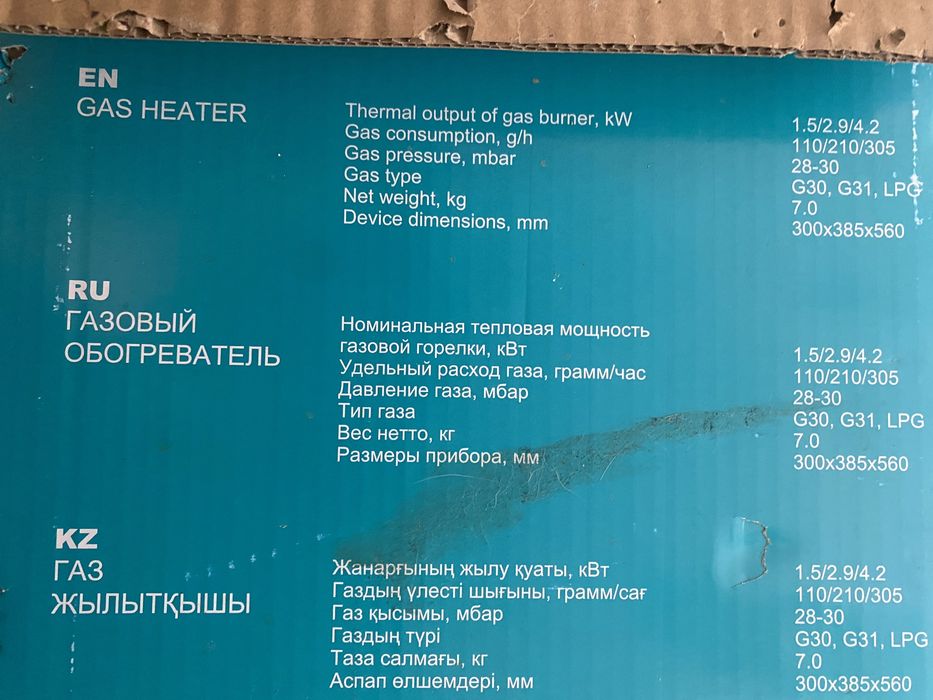 EN
GAS HEATER
Thermal output of gas burner, kW 1.5/2.9/4.2
Gas consumption, g/h 110/210/305
Gas pressure, mbar 28-30
Gas type G30, G31, LPG
Net weight, kg 7.0
Device dimensions, mm 300x385x560
RU
ГАЗОВЫЙ
ОБОГРЕВАТЕЛЬ
Номинальная тепловая мощность
газовой горелки, кВт 1.5/2.9/4.2
Удельный расход газа, грамм/час 110/210/305
Давление газа, мбар 28-30
Тип газа G30, G31, LPG
Вес нетто, кг 7.0
Размеры прибора, мм 300x385x560
KZ
ГАЗ
ЖЫЛЫТҚЫШЫ
Жанарғының жылу қуаты, кВт 1.5/2.9/4.2
Газдың үлесті шығыны, грамм/сағ 110/210/305
Газ қысымы, мбар 28-30
Газдың түрі G30, G31, LPG
Таза салмағы, кг 7.0
Аспап өлшемдері, мм 300x385x560